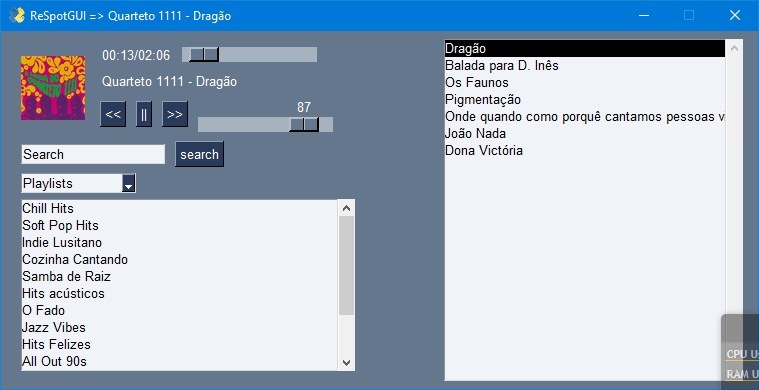 ReSpotGUI => Quarteto 1111 - Dragão
00:13/02:06
Quarteto 1111 - Dragão
<< || >>
87
Search search
Playlists
Chill Hits
Soft Pop Hits
Indie Lusitano
Cozinha Cantando
Samba de Raiz
Hits acústicos
O Fado
Jazz Vibes
Hits Felizes
All Out 90s
Dragão
Balada para D. Inês
Os Faunos
Pigmentação
Onde quando como porquê cantamos pessoas v
João Nada
Dona Victória
CPU U
RAM U